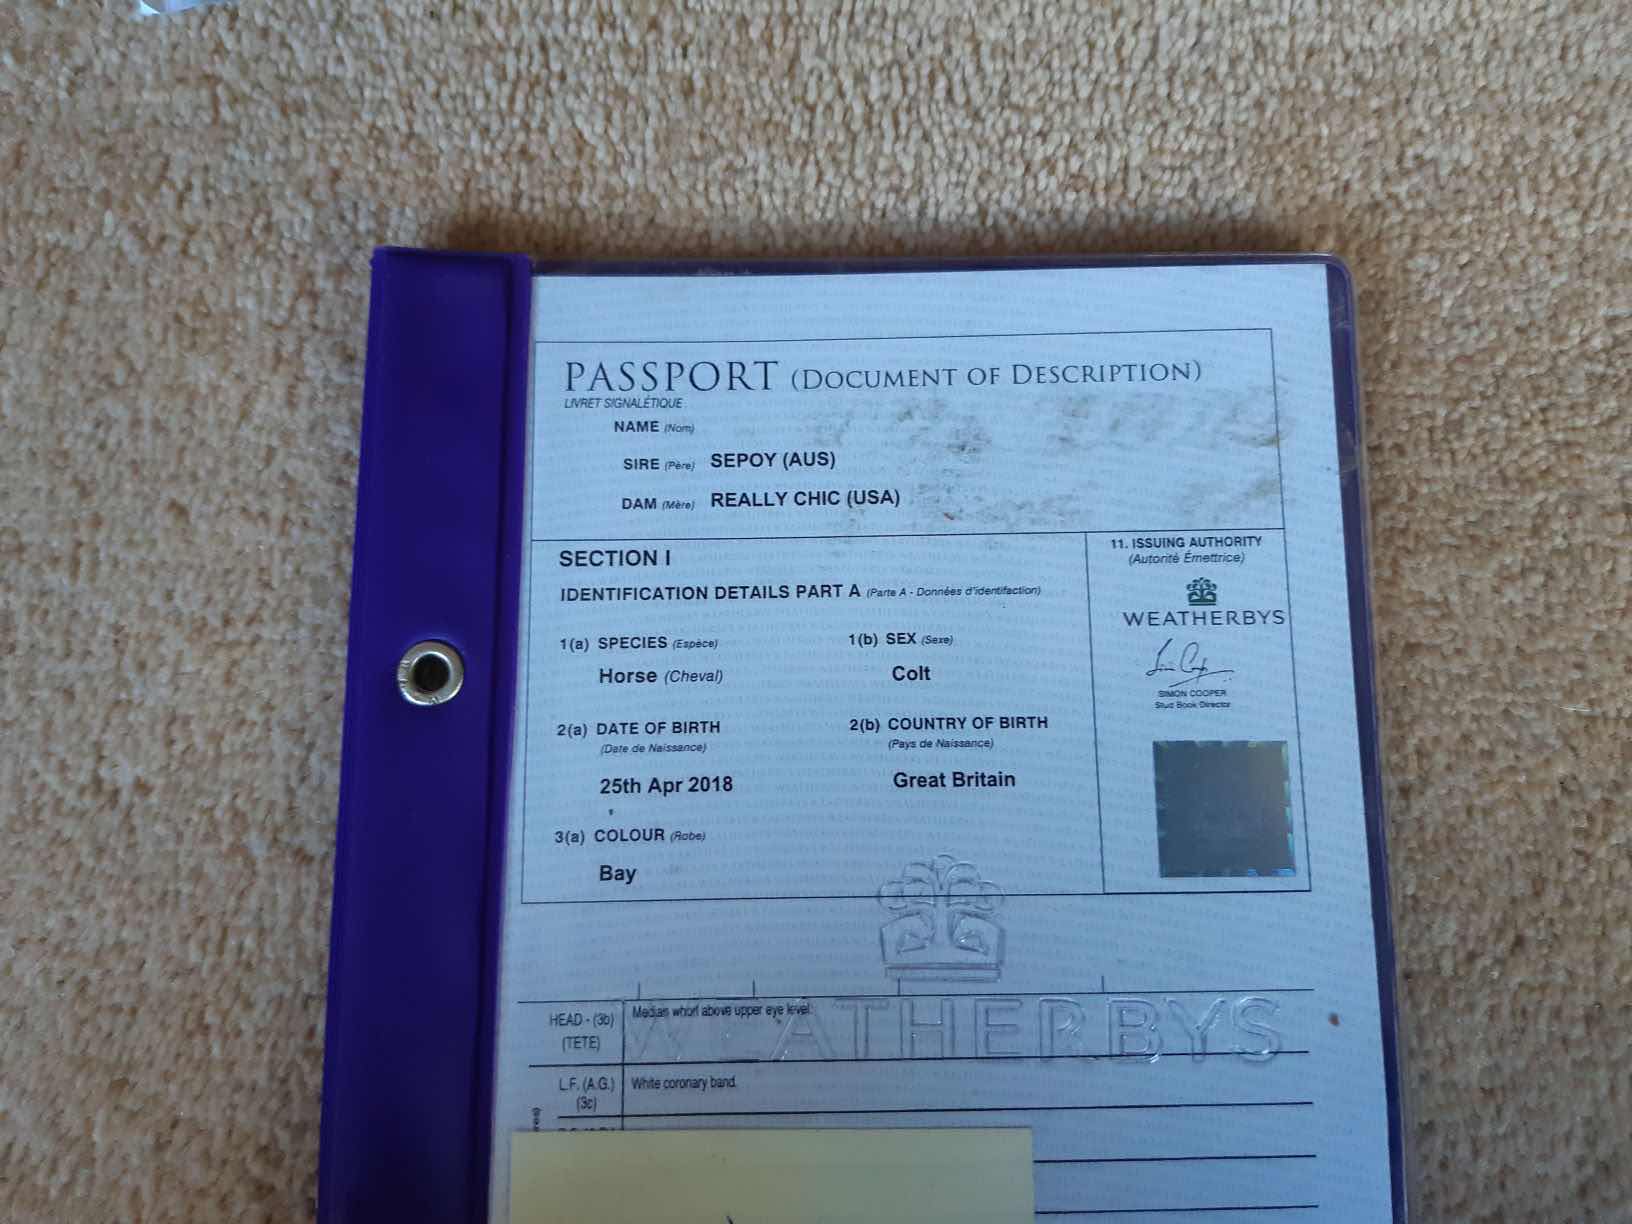 PASSPORT (DOCUMENT OF DESCRIPTION)
LIVRET SIGNALÉTIQUE
NAME (Nom)
SIRE (Père) SEPOY (AUS)
DAM (Mère) REALLY CHIC (USA)
SECTION I
IDENTIFICATION DETAILS PART A (Parte A - Données d'identifaction)
1(a) SPECIES (Espèce) 1(b) SEX (Sexe)
Horse (Cheval) Colt
2(a) DATE OF BIRTH 2(b) COUNTRY OF BIRTH
(Date de Naissance) (Pays de Naissance)
25th Apr 2018 Great Britain
3(a) COLOUR (Robe)
Bay
11. ISSUING AUTHORITY
(Autorité Émettrice)
WEATHERBYS
SIMON COOPER
Stud Book Director
WEATHERBYS
HEAD - (3b) Median whorl above upper eye level.
(TETE)
L.F. (A.G.) White coronary band.
(3c)